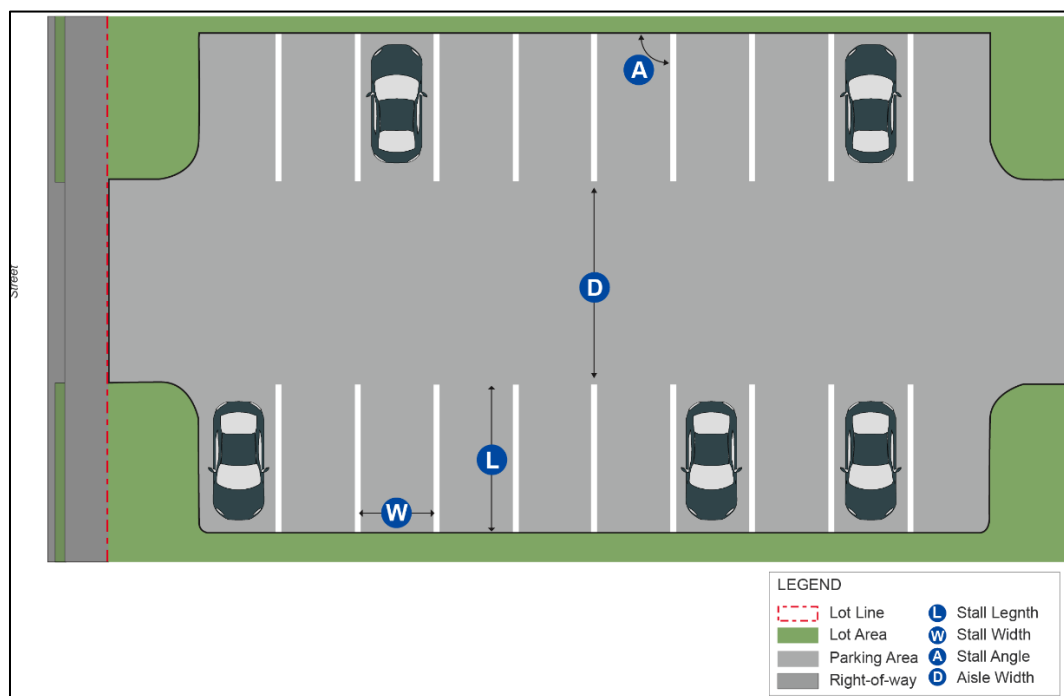 A
Street
D
L
W
LEGEND
Lot Line
L Stall Legnth
Lot Area
W Stall Width
Parking Area
A Stall Angle
Right-of-way
D Aisle Width